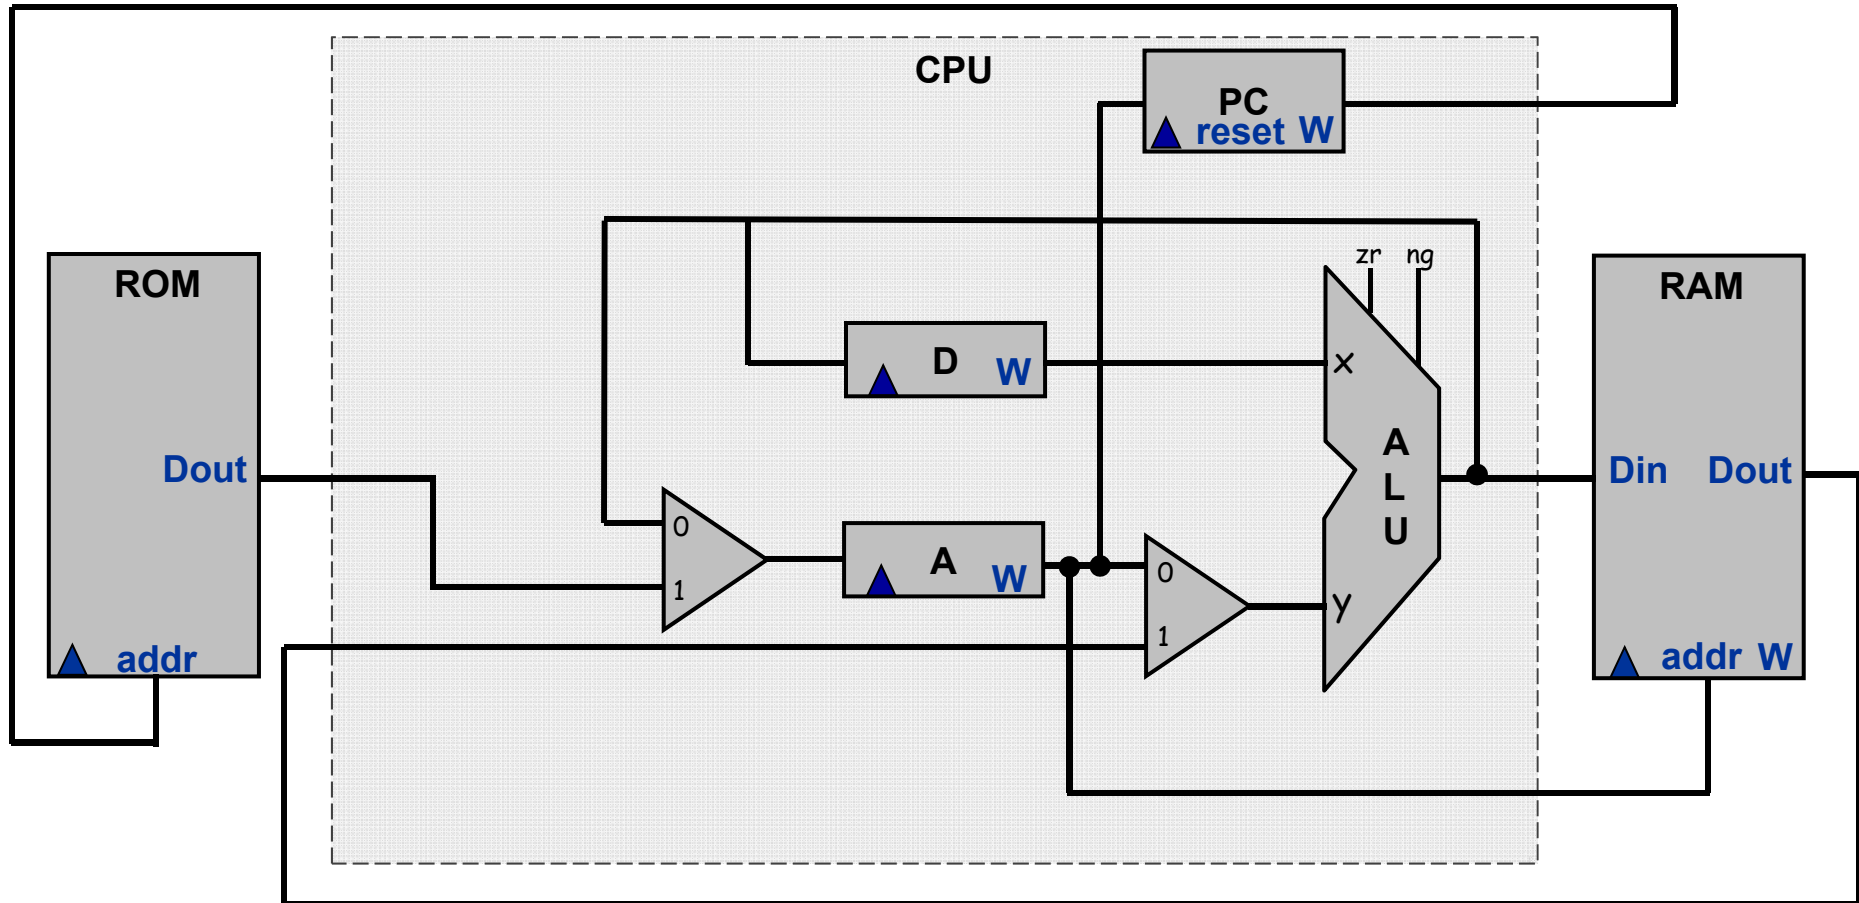 CPU
PC
reset W
zr ng
ROM
RAM
D W
x
A
L
U
Dout
Din Dout
0
1
A W
0
1
y
addr
addr W